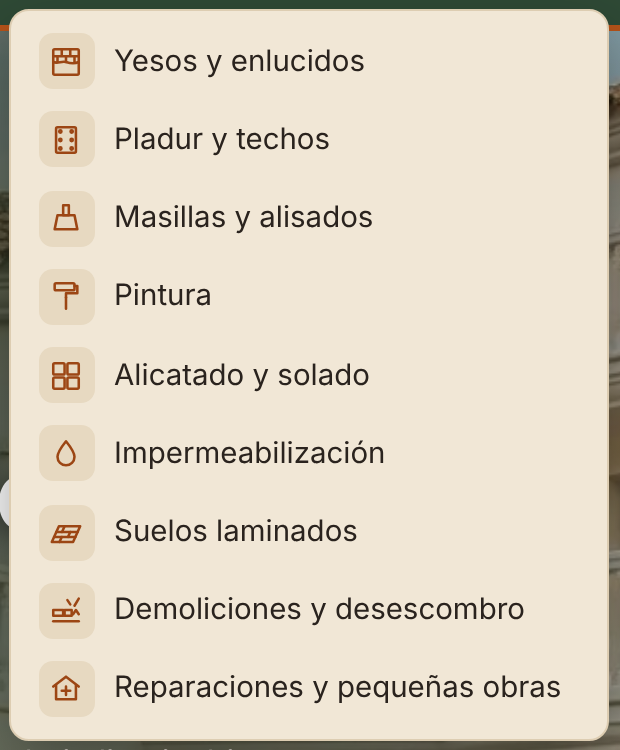 Yesos y enlucidos
Pladur y techos
Masillas y alisados
Pintura
Alicatado y solado
Impermeabilización
Suelos laminados
Demoliciones y desescombro
Reparaciones y pequeñas obras